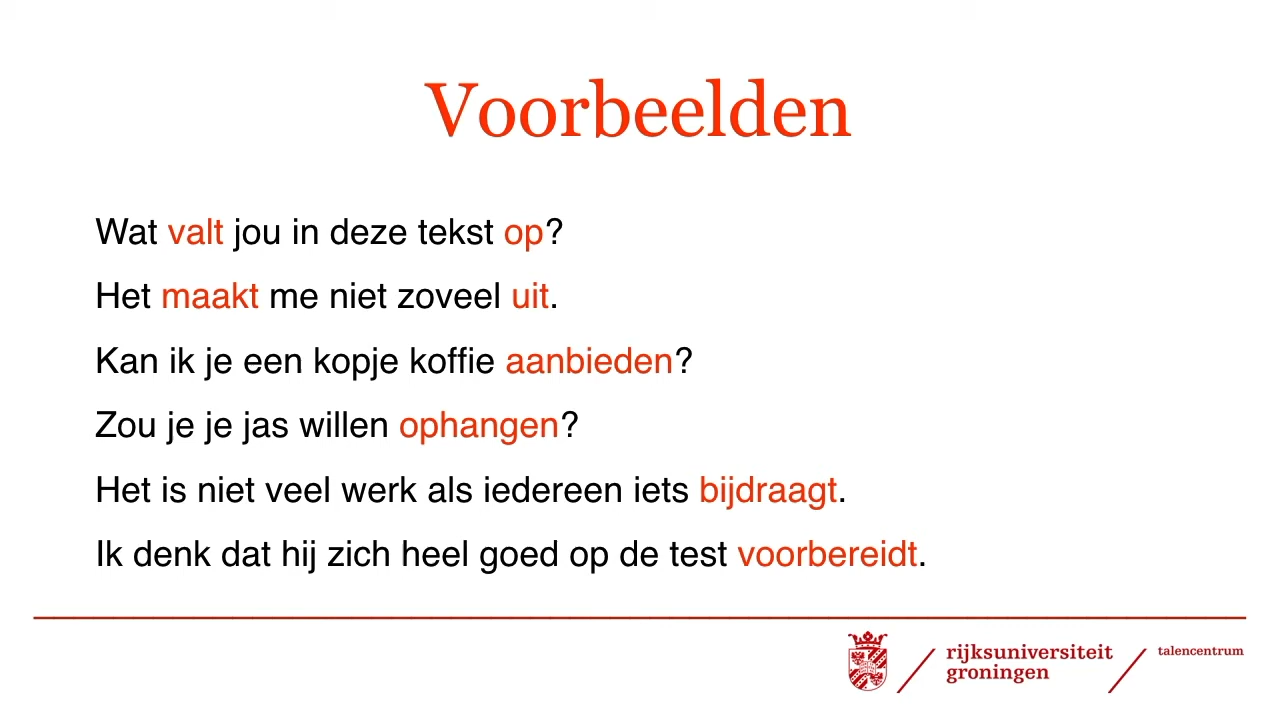 Voorbeelden
Wat valt jou in deze tekst op?
Het maakt me niet zoveel uit.
Kan ik je een kopje koffie aanbieden?
Zou je je jas willen ophangen?
Het is niet veel werk als iedereen iets bijdraagt.
Ik denk dat hij zich heel goed op de test voorbereidt.
rijksuniversiteit
groningen
talencentrum